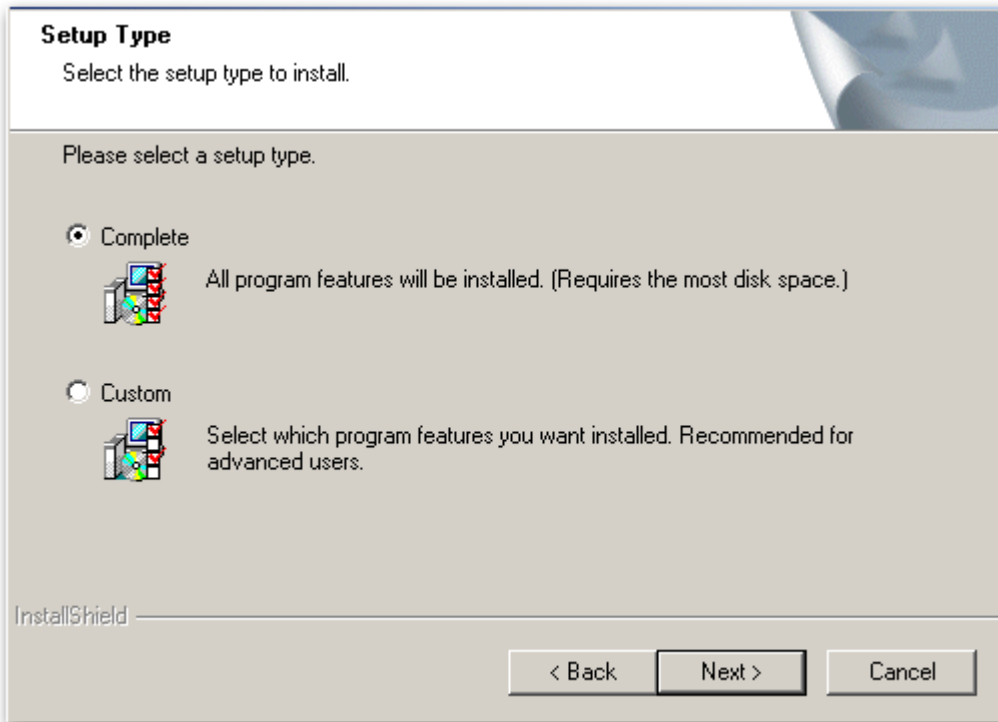 Setup Type
Select the setup type to install.
Please select a setup type.
Complete
All program features will be installed. (Requires the most disk space.)
Custom
Select which program features you want installed. Recommended for
advanced users.
InstallShield
< Back
Next >
Cancel